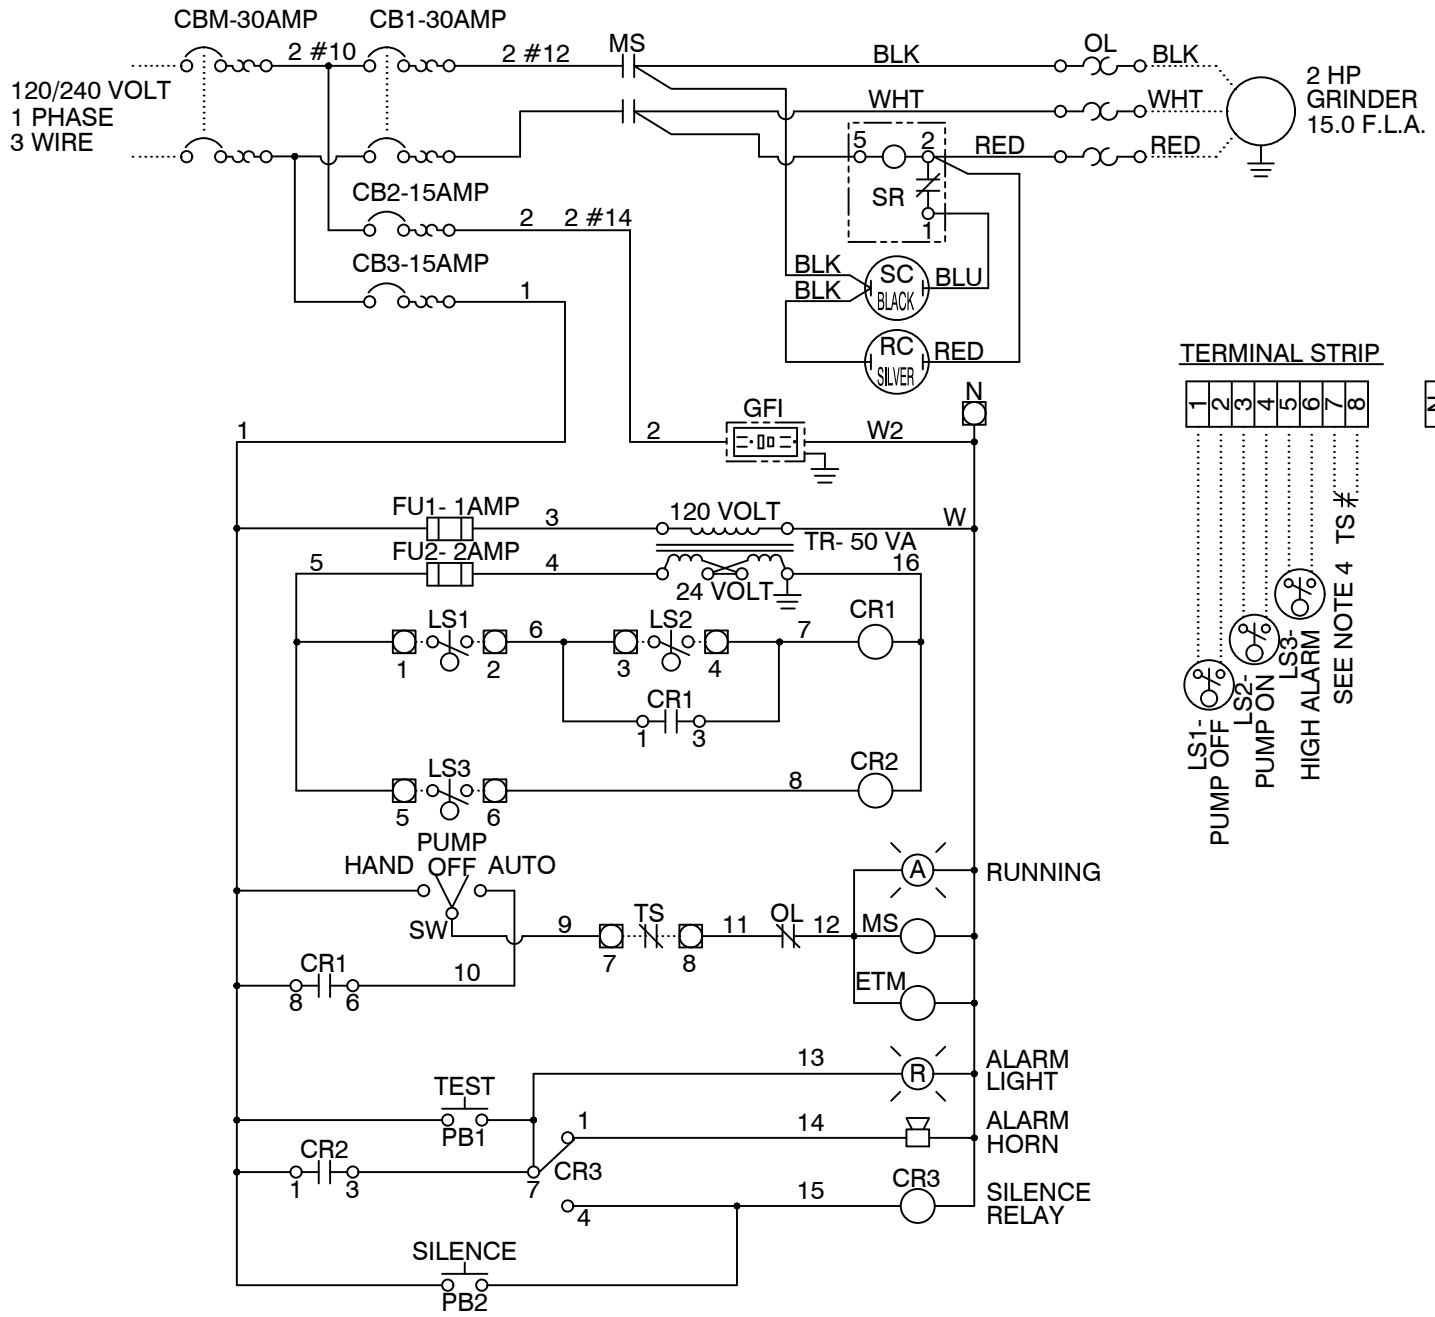 CBM-30AMP
CB1-30AMP
2 #10
2 #12
MS
BLK
OL
BLK
120/240 VOLT
1 PHASE
3 WIRE
WHT
WHT
2 HP
GRINDER
15.0 F.L.A.
5
2
RED
RED
SR
1
CB2-15AMP
2
2 #14
CB3-15AMP
1
BLK
BLK
SC
BLACK
BLU
RC
SILVER
RED
TERMINAL STRIP
1
2
3
4
5
6
7
8
N
N
1
2
GFI
W2
FU1- 1AMP
3
120 VOLT
W
FU2- 2AMP
5
4
TR- 50 VA
24 VOLT
16
LS1
6
LS2
7
CR1
1
2
3
4
CR1
1
3
LS3
8
CR2
5
6
TS
SEE NOTE 4
LS1-
PUMP OFF
LS2-
PUMP ON
LS3-
HIGH ALARM
PUMP
HAND
OFF
AUTO
SW
9
TS
7
8
11
OL
12
A
RUNNING
MS
ETM
CR1
8
6
10
13
R
ALARM
LIGHT
TEST
PB1
1
14
ALARM
HORN
CR2
1
3
7
CR3
4
15
CR3
SILENCE
RELAY
SILENCE
PB2